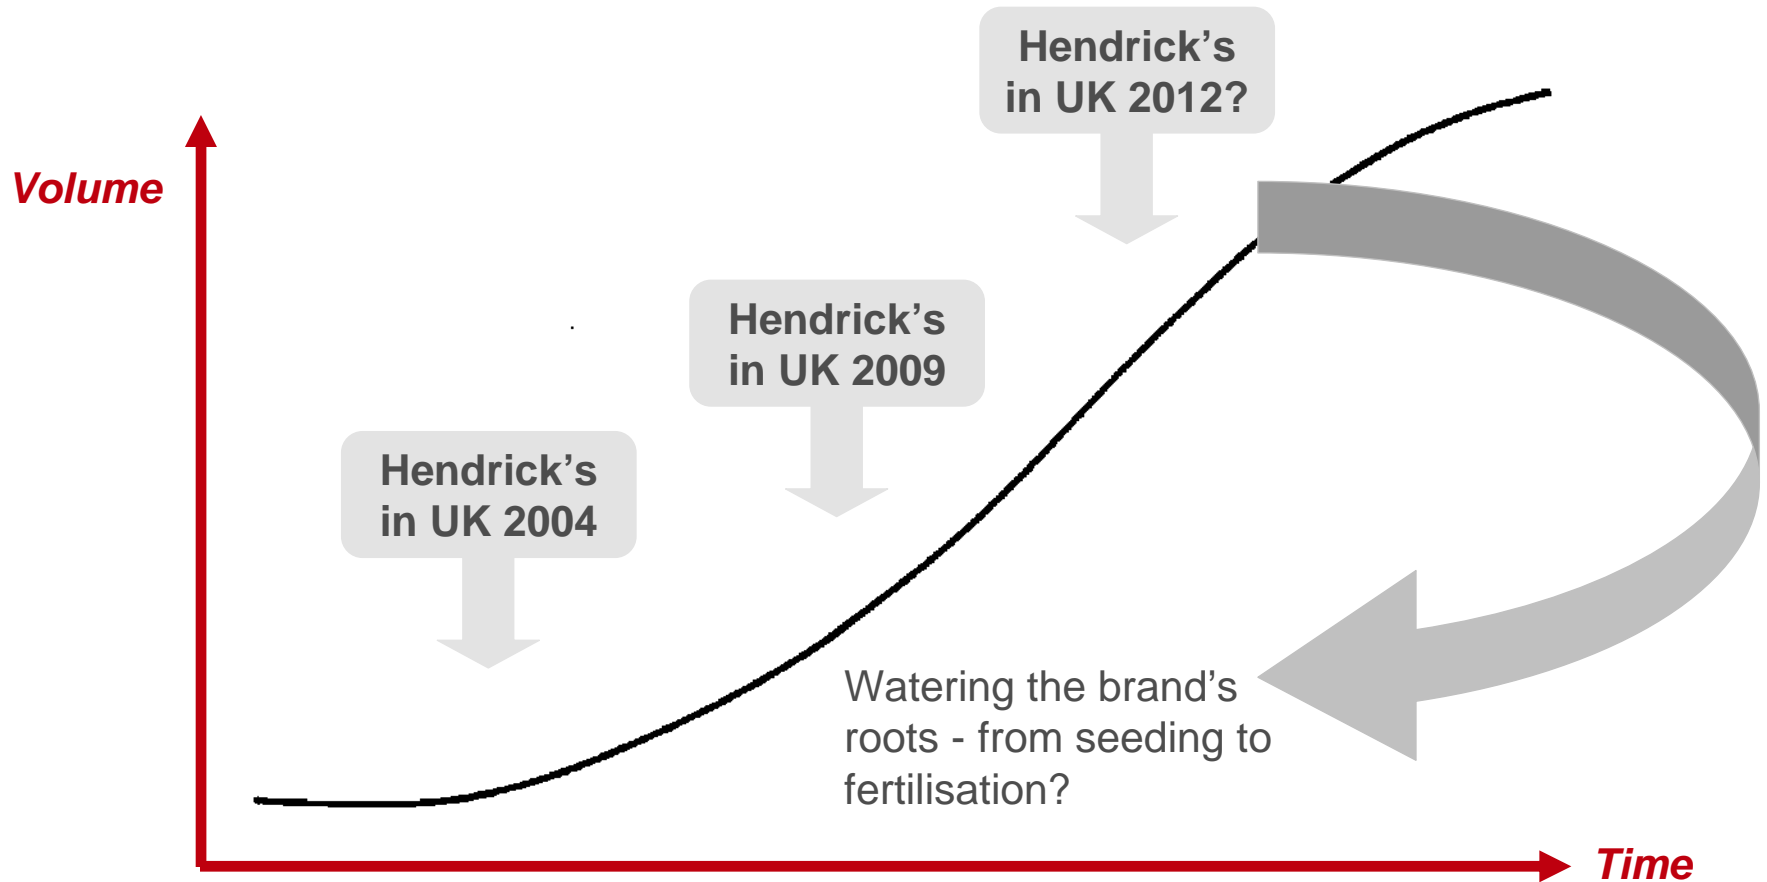 Hendrick’s
in UK 2012?
Volume
Hendrick’s
in UK 2009
Hendrick’s
in UK 2004
Watering the brand’s
roots - from seeding to
fertilisation?
Time